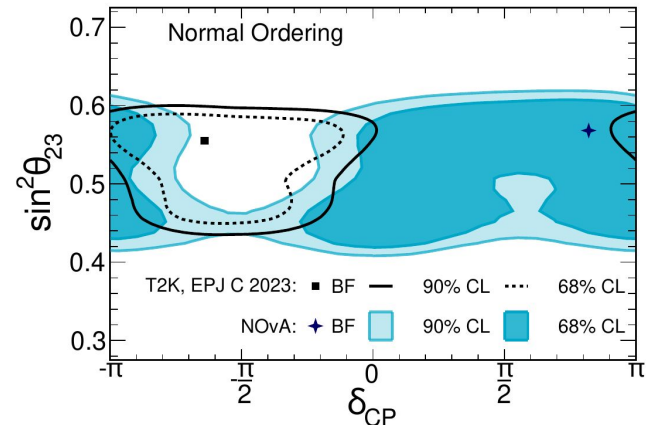 Normal Ordering
0.7
0.6
0.5
0.4
0.3
sin²θ₂₃
T2K, EPJ C 2023: BF 90% CL 68% CL
NOvA: BF 90% CL 68% CL
-π -π/2 0 π/2 π
δCP